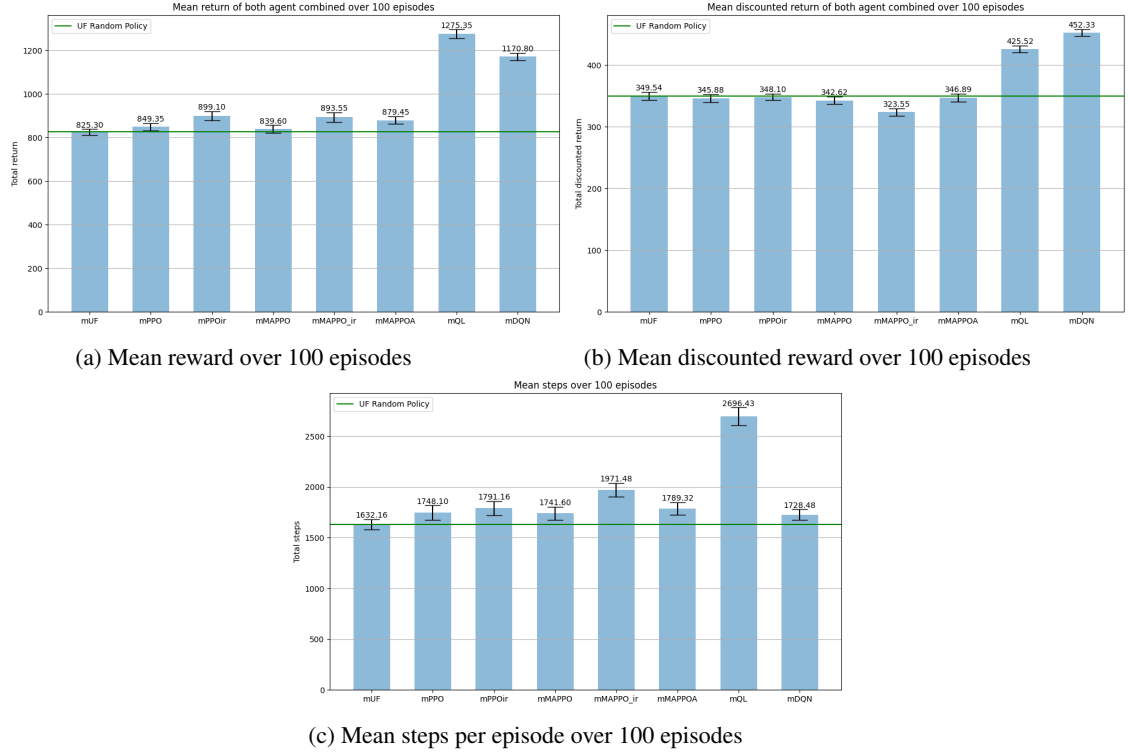 Mean return of both agent combined over 100 episodes
UF Random Policy
1275.35
1170.80
899.10
893.55
879.45
849.35
839.60
825.30
Total return
1200
1000
800
600
400
200
0
mUF mPPO mPPOir mMAPPO mMAPPO_ir mMAPPOA mQL mDQN
(a) Mean reward over 100 episodes
Mean discounted return of both agent combined over 100 episodes
UF Random Policy
452.33
425.52
349.54
345.88
348.10
342.62
323.55
346.89
Total discounted return
400
300
200
100
0
mUF mPPO mPPOir mMAPPO mMAPPO_ir mMAPPOA mQL mDQN
(b) Mean discounted reward over 100 episodes
Mean steps over 100 episodes
UF Random Policy
2696.43
1971.48
1632.16
1748.10
1791.16
1741.60
1789.32
1728.48
Total steps
2500
2000
1500
1000
500
0
mUF mPPO mPPOir mMAPPO mMAPPO_ir mMAPPOA mQL mDQN
(c) Mean steps per episode over 100 episodes